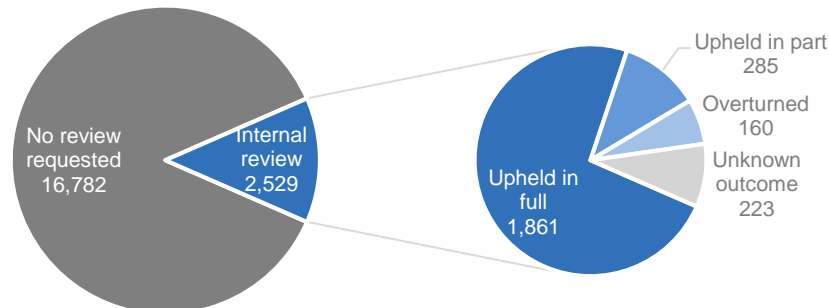 No review
requested
16,782
Internal
review
2,529
Upheld in
full
1,861
Upheld in part
285
Overturned
160
Unknown
outcome
223